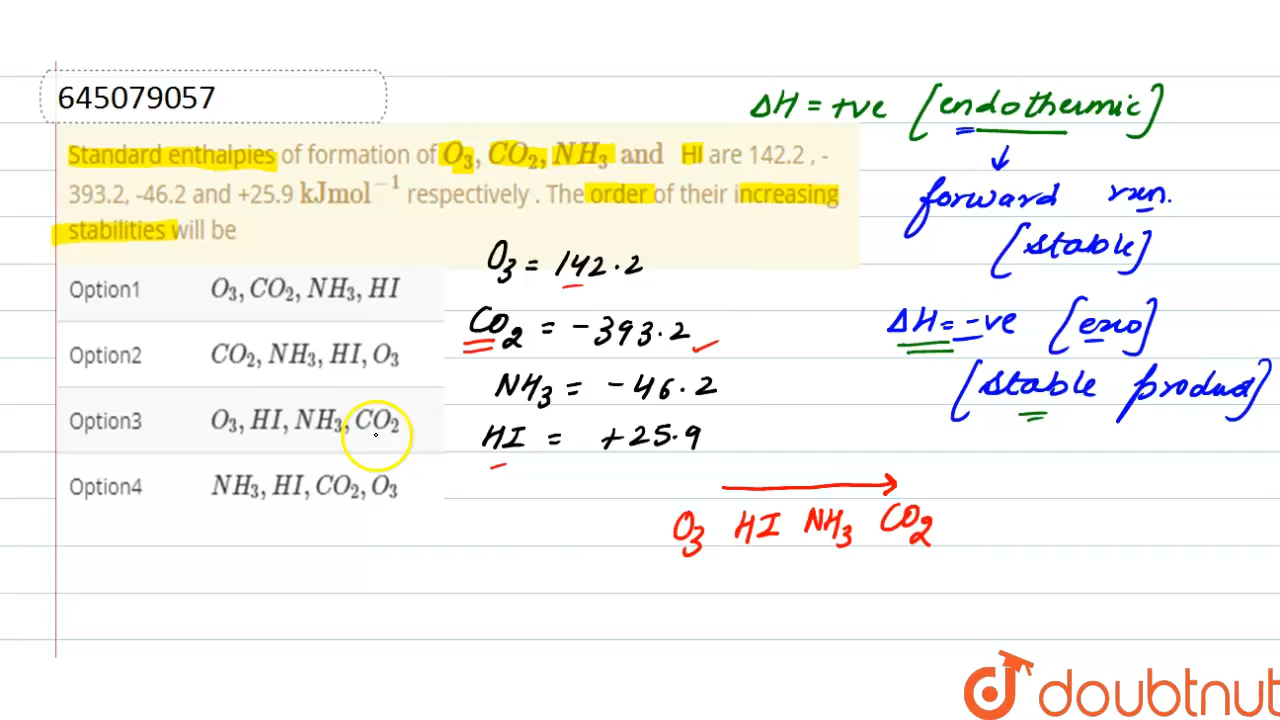 645079057
Standard enthalpies of formation of O₃, CO₂, NH₃ and HI are 142.2 , -
393.2, -46.2 and +25.9 kJmol⁻¹ respectively . The order of their increasing
stabilities will be
Option1 O₃, CO₂, NH₃, HI
Option2 CO₂, NH₃, HI, O₃
Option3 O₃, HI, NH₃, CO₂
Option4 NH₃, HI, CO₂, O₃
O₃ = 142.2
CO₂ = -393.2
NH₃ = -46.2
HI = +25.9
O₃ HI NH₃ CO₂
ΔH = +ve [endothermic]
forward rxn.
[stable]
ΔH = -ve [exo]
[stable product]
doubtnut